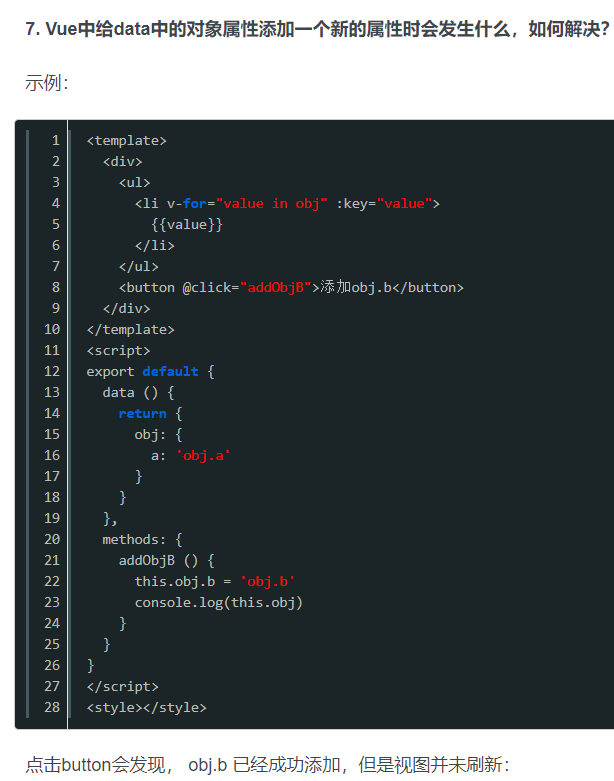 7. Vue中给data中的对象属性添加一个新的属性时会发生什么，如何解决？
示例：
1 <template>
2   <div>
3     <ul>
4       <li v-for="value in obj" :key="value">
5         {{value}}
6       </li>
7     </ul>
8     <button @click="addObjB">添加obj.b</button>
9   </div>
10 </template>
11 <script>
12 export default {
13   data () {
14     return {
15       obj: {
16         a: 'obj.a'
17       }
18     }
19   },
20   methods: {
21     addObjB () {
22       this.obj.b = 'obj.b'
23       console.log(this.obj)
24     }
25   }
26 }
27 </script>
28 <style></style>
点击button会发现， obj.b 已经成功添加，但是视图并未刷新：